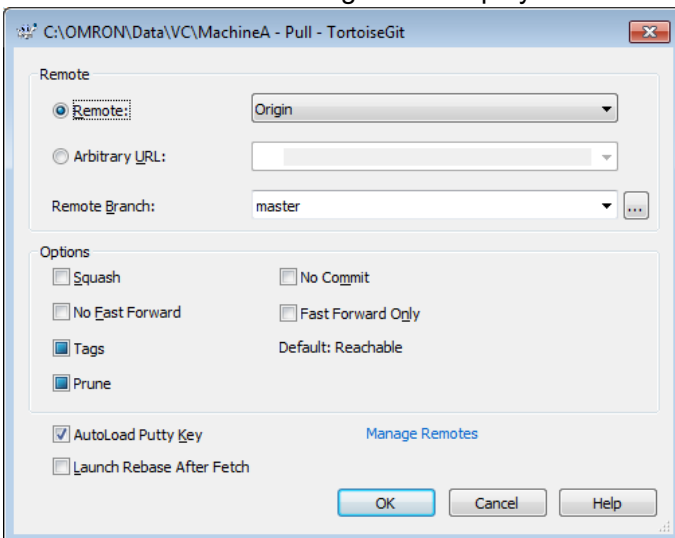 C:\OMRON\Data\VC\MachineA - Pull - TortoiseGit
Remote
Remote: Origin
Arbitrary URL:
Remote Branch: master ...
Options
Squash No Commit
No Fast Forward Fast Forward Only
Tags Default: Reachable
Prune
AutoLoad Putty Key Manage Remotes
Launch Rebase After Fetch
OK Cancel Help